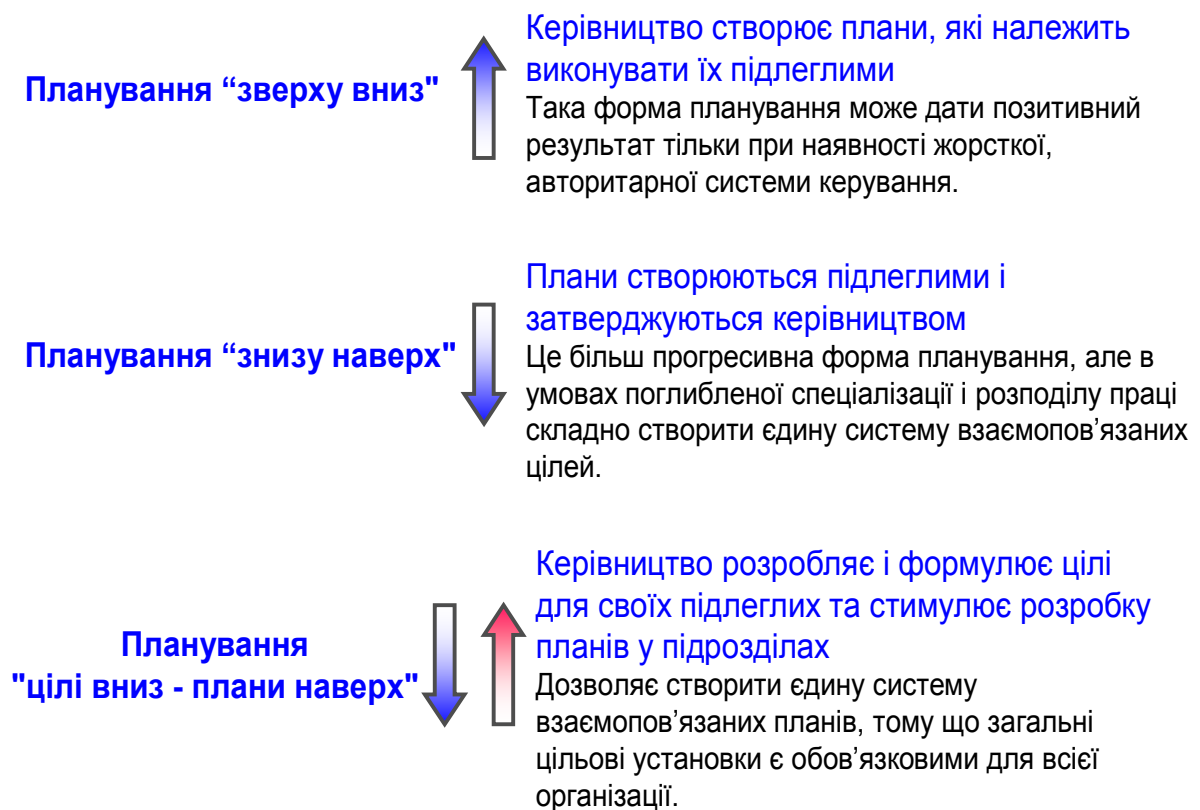 Планування “зверху вниз"
Керівництво створює плани, які належить
виконувати їх підлеглими
Така форма планування може дати позитивний
результат тільки при наявності жорсткої,
авторитарної системи керування.
Планування “знизу наверх"
Плани створюються підлеглими і
затверджуються керівництвом
Це більш прогресивна форма планування, але в
умовах поглибленої спеціалізації і розподілу праці
складно створити єдину систему взаємопов’язаних
цілей.
Планування
"цілі вниз - плани наверх"
Керівництво розробляє і формулює цілі
для своїх підлеглих та стимулює розробку
планів у підрозділах
Дозволяє створити єдину систему
взаємопов’язаних планів, тому що загальні
цільові установки є обов’язковими для всієї
організації.